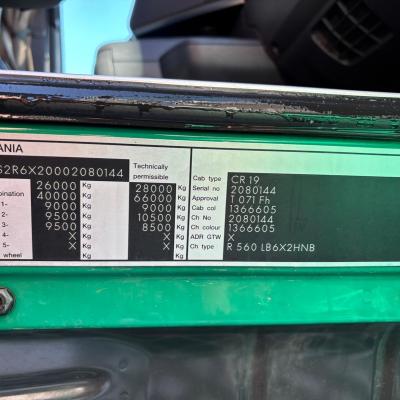 ANIA
S2R6X20002080144 Technically permissible
26000 Kg 28000 Kg
bination 40000 Kg 66000 Kg
1- 9000 Kg 9000 Kg
2- 9500 Kg 10500 Kg
3- 9500 Kg 8500 Kg
4- X Kg X Kg
5- X Kg X Kg
wheel Kg Kg
Cab type CR 19
Serial no 2080144
Approval T 071 Fh
Cab col 1366605
Ch No 2080144
Ch colour 1366605
ADR GTW X
Ch type R 560 LB6X2HNB